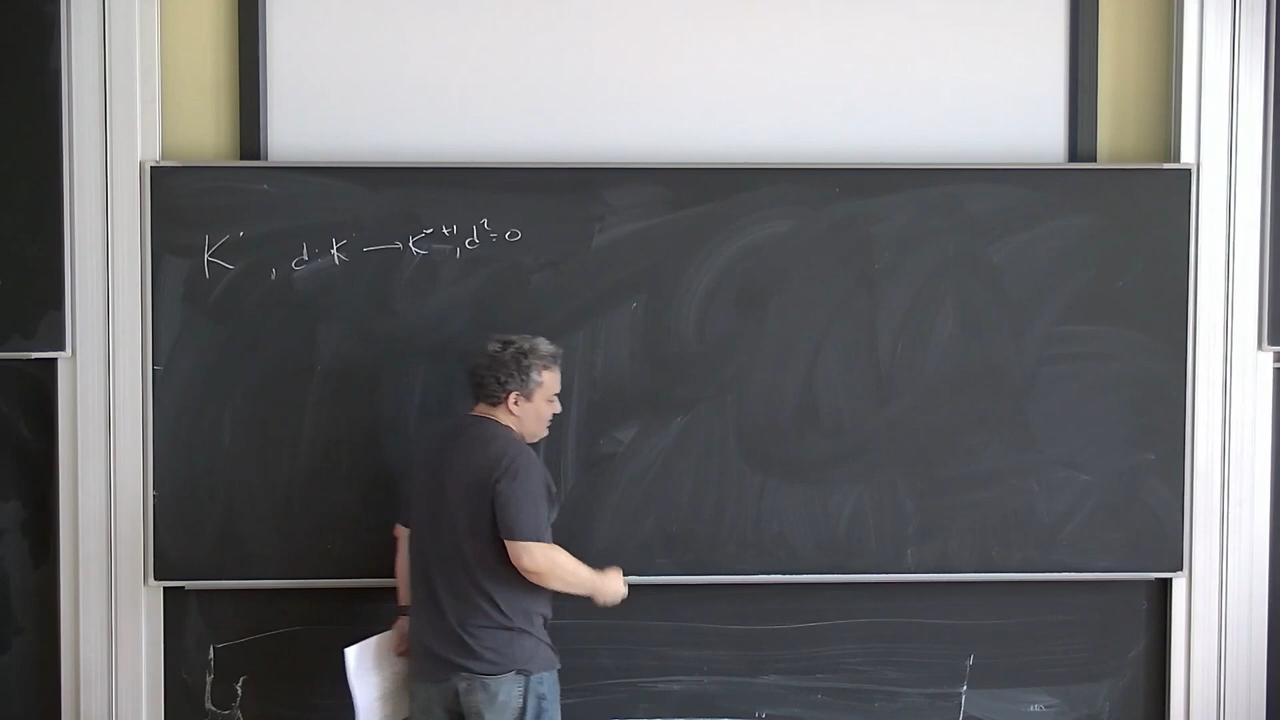 K^• , d : K^• → K^{•+1} , d² = 0